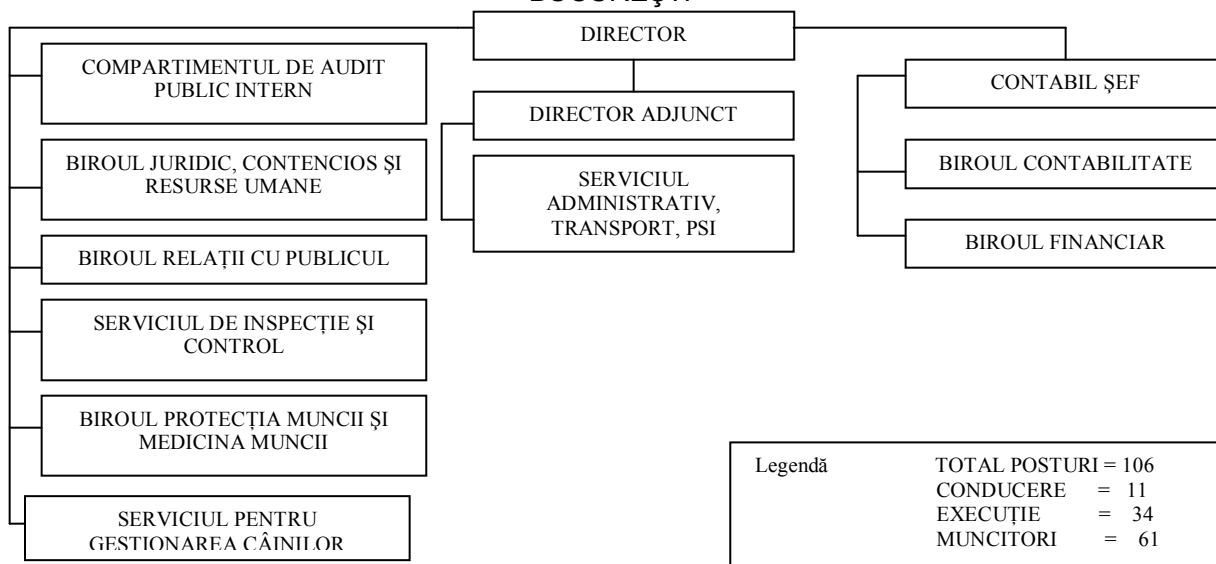 DIRECTOR
COMPARTIMENTUL DE AUDIT
PUBLIC INTERN
BIROUL JURIDIC, CONTENCIOS ŞI
RESURSE UMANE
BIROUL RELAŢII CU PUBLICUL
SERVICIUL DE INSPECŢIE ŞI
CONTROL
BIROUL PROTECŢIA MUNCII ŞI
MEDICINA MUNCII
SERVICIUL PENTRU
GESTIONAREA CÂINILOR
DIRECTOR ADJUNCT
SERVICIUL
ADMINISTRATIV,
TRANSPORT, PSI
CONTABIL ŞEF
BIROUL CONTABILITATE
BIROUL FINANCIAR
Legendă TOTAL POSTURI = 106
CONDUCERE = 11
EXECUŢIE = 34
MUNCITORI = 61